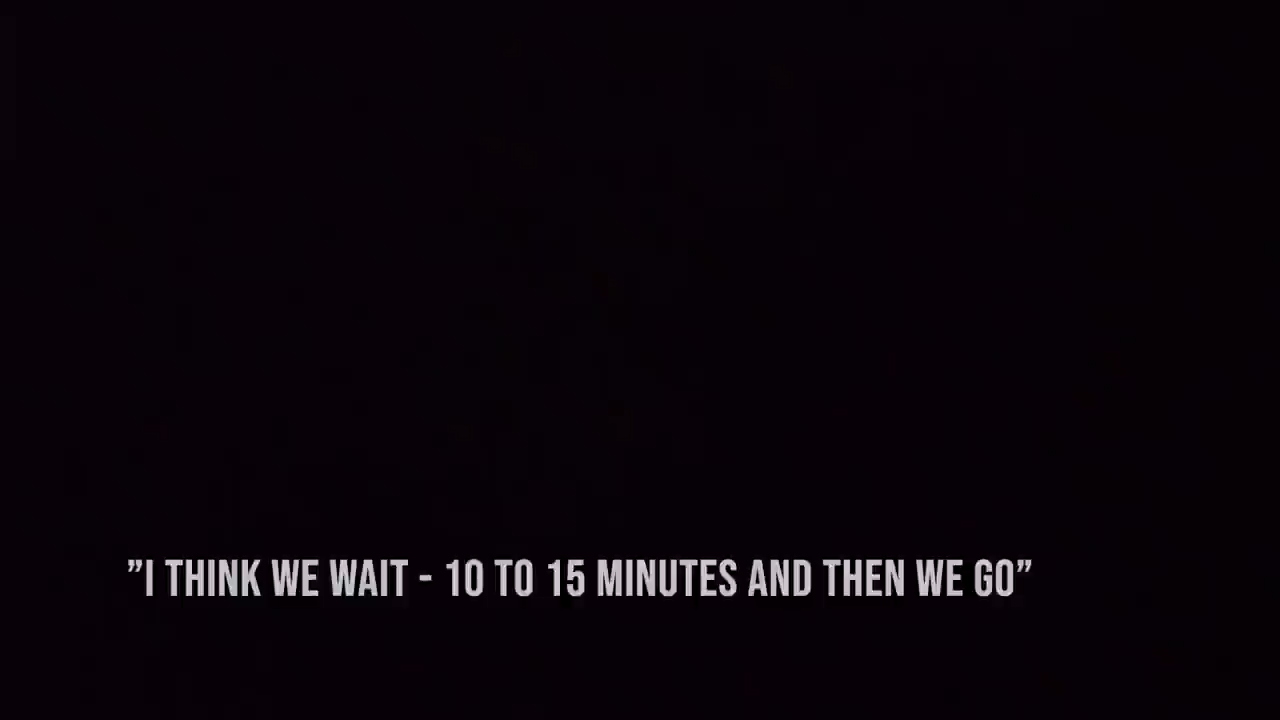 ”I THINK WE WAIT - 10 TO 15 MINUTES AND THEN WE GO”